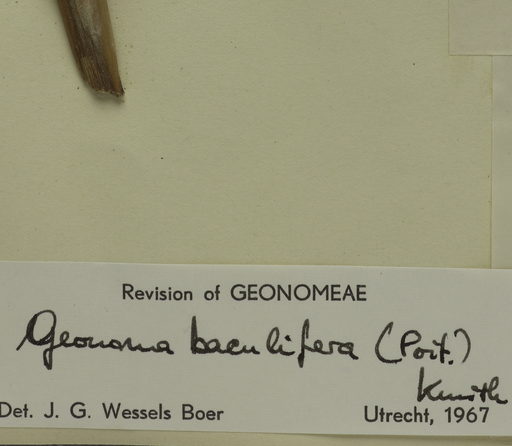 Revision of GEONOMEAE
Geonoma baculifera (Poit.)
Kunth
Det. J. G. Wessels Boer
Utrecht, 1967